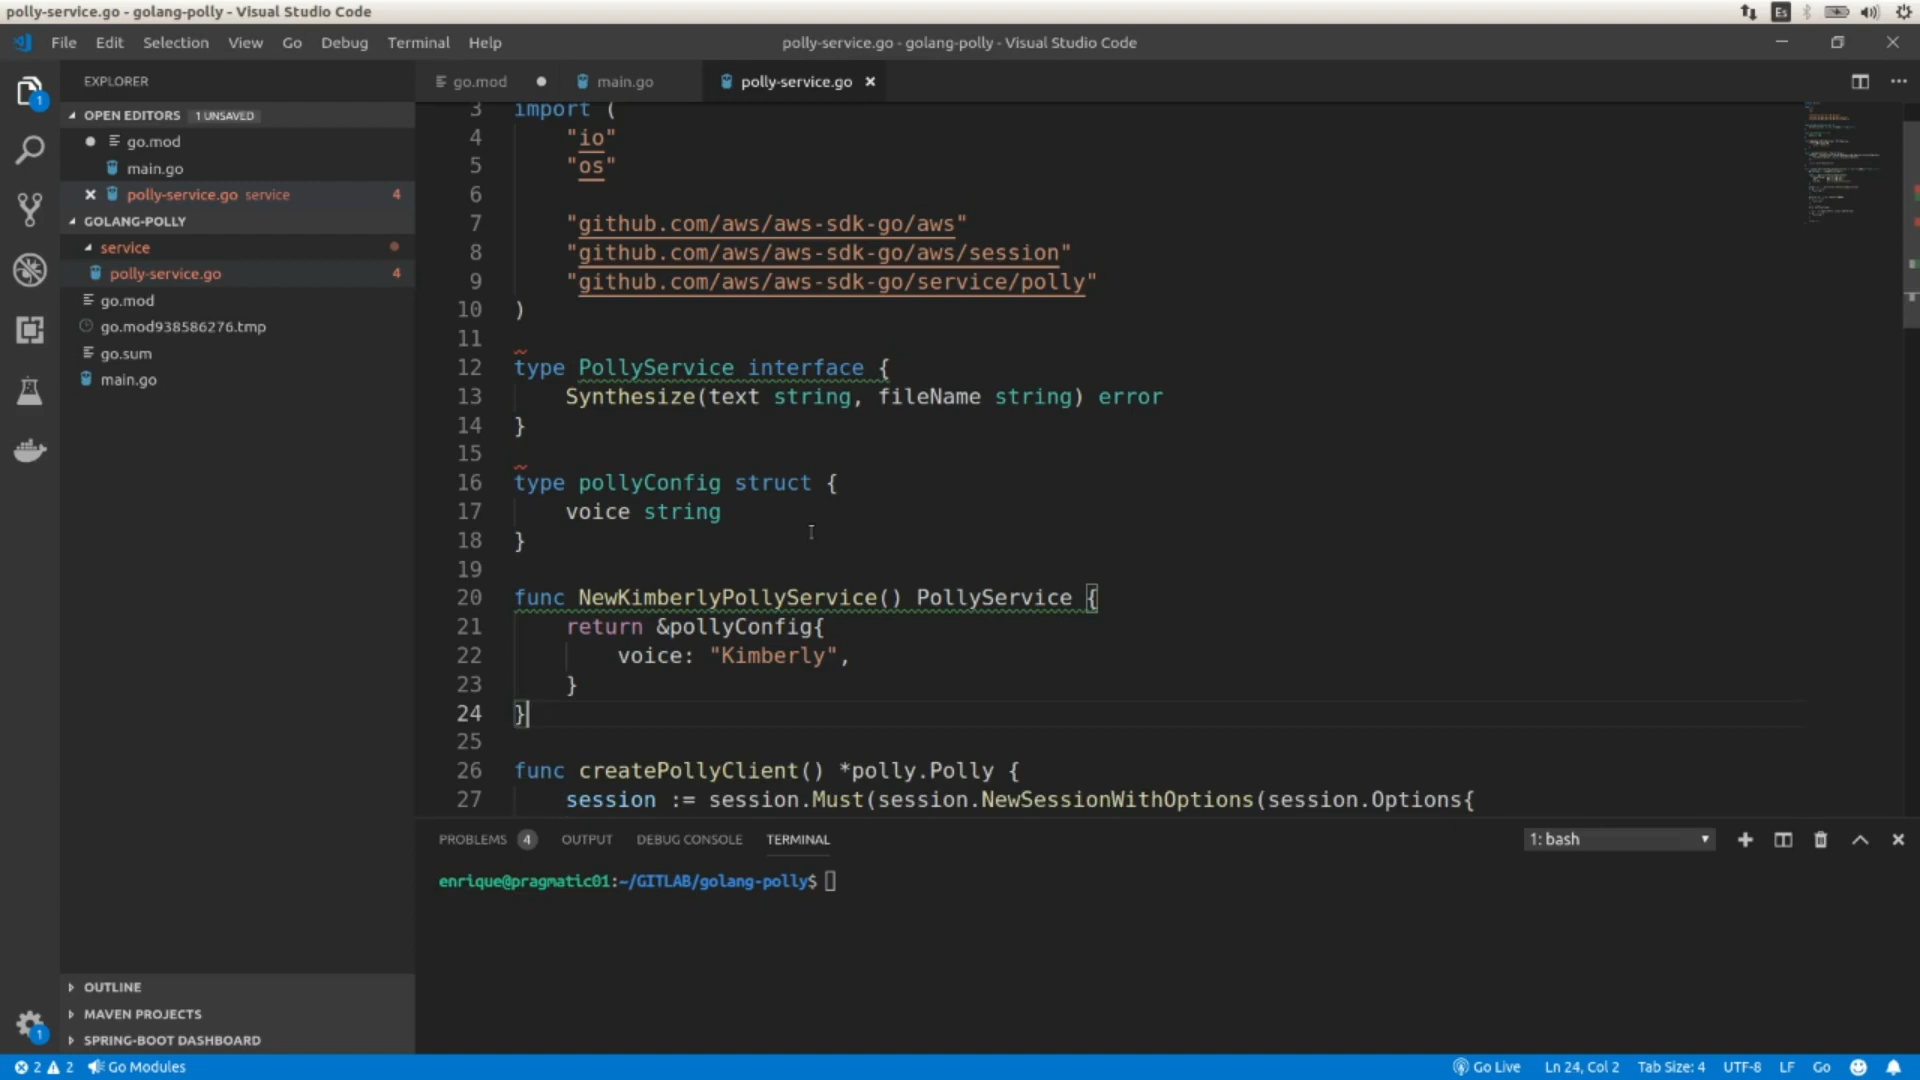 polly-service.go - golang-polly - Visual Studio Code
Es
File Edit Selection View Go Debug Terminal Help
polly-service.go - golang-polly - Visual Studio Code
EXPLORER
OPEN EDITORS 1 UNSAVED
go.mod
main.go
polly-service.go service 4
GOLANG-POLLY
service
polly-service.go 4
go.mod
go.mod938586276.tmp
go.sum
main.go
OUTLINE
MAVEN PROJECTS
SPRING-BOOT DASHBOARD
1
1
go.mod main.go polly-service.go
3 import (
4 "io"
5 "os"
6
7 "github.com/aws/aws-sdk-go/aws"
8 "github.com/aws/aws-sdk-go/aws/session"
9 "github.com/aws/aws-sdk-go/service/polly"
10 )
11
12 type PollyService interface {
13 Synthesize(text string, fileName string) error
14 }
15
16 type pollyConfig struct {
17 voice string
18 }
19
20 func NewKimberlyPollyService() PollyService {
21 return &pollyConfig{
22 voice: "Kimberly",
23 }
24 }
25
26 func createPollyClient() *polly.Polly {
27 session := session.Must(session.NewSessionWithOptions(session.Options{
PROBLEMS 4 OUTPUT DEBUG CONSOLE TERMINAL 1: bash
enrique@pragmatic01:~/GITLAB/golang-polly$
2 2 Go Modules Go Live Ln 24, Col 2 Tab Size: 4 UTF-8 LF Go